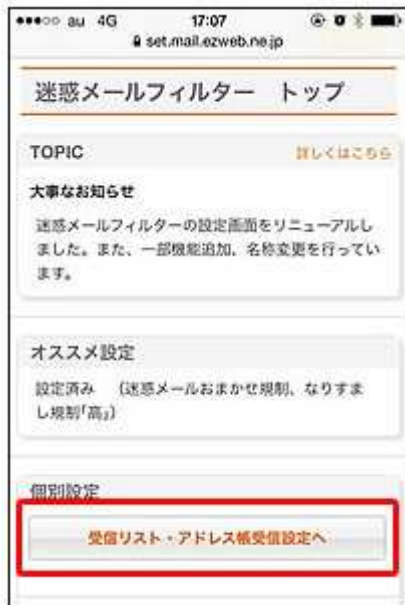 au 4G 17:07
set.mail.ezweb.ne.jp
迷惑メールフィルター トップ
TOPIC 詳しくはこちら
大事なお知らせ
迷惑メールフィルターの設定画面をリニューアルし
ました。また、一部機能追加、名称変更を行ってい
ます。
オススメ設定
設定済み （迷惑メールおまかせ規制、なりすま
し規制「高」）
個別設定
受信リスト・アドレス帳受信設定へ